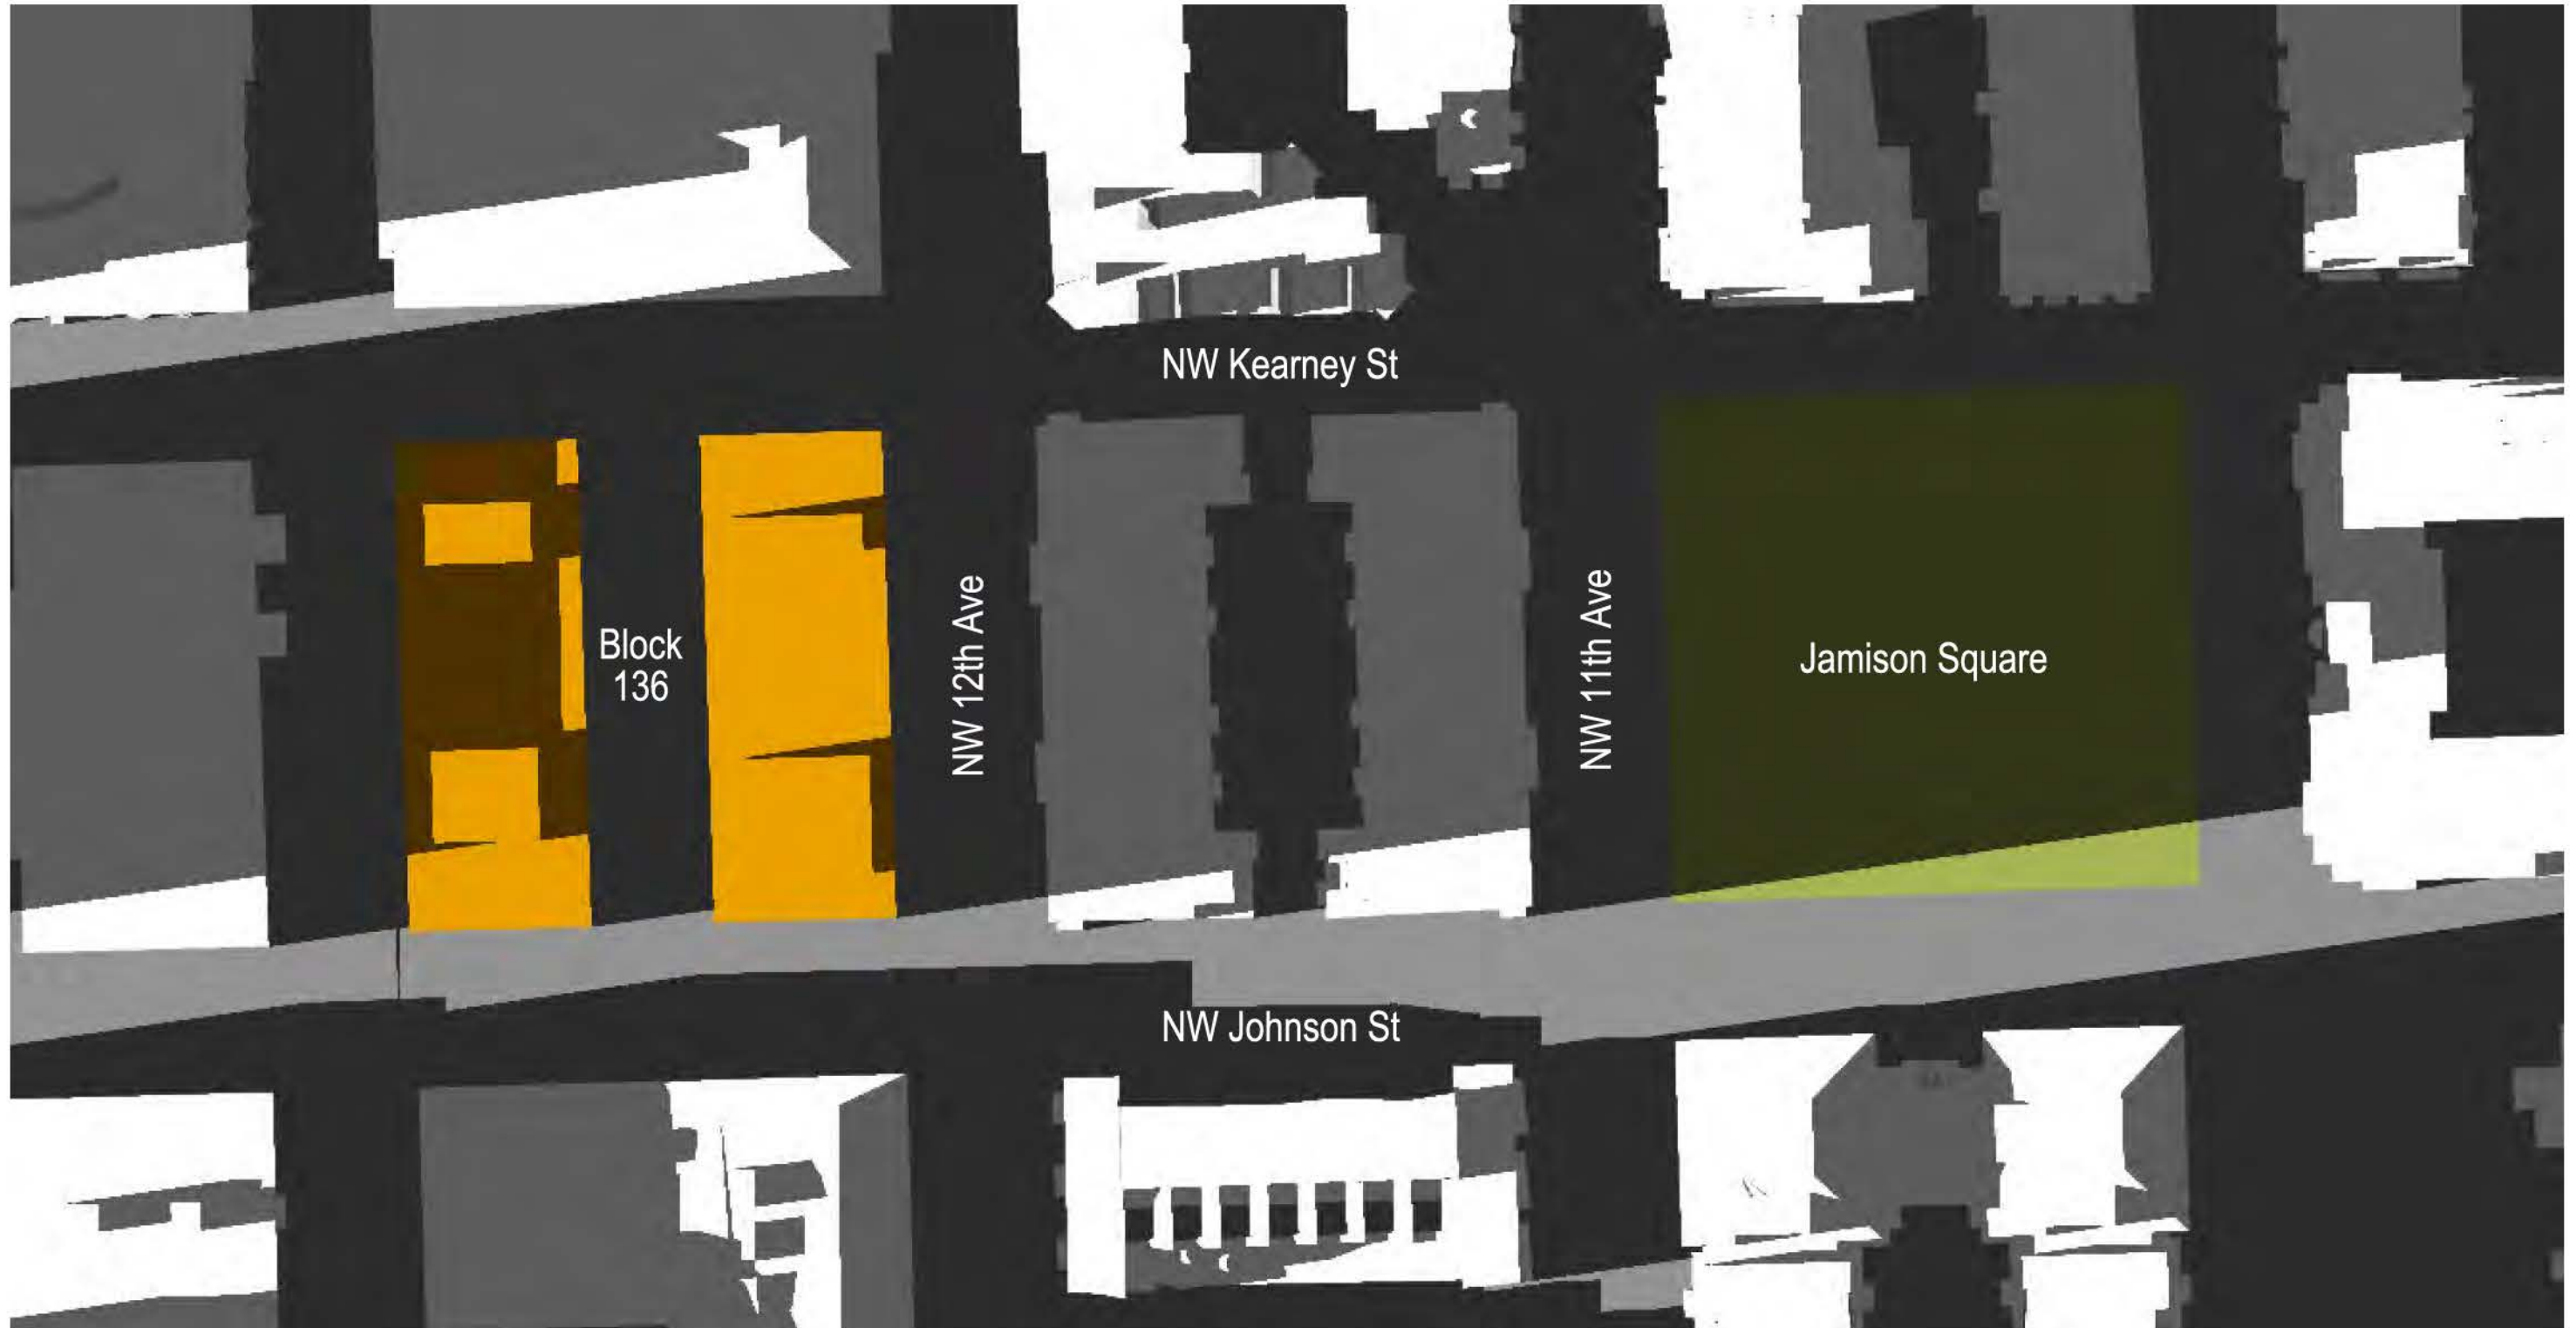 NW Kearney St
Block
136
NW 12th Ave
NW 11th Ave
Jamison Square
NW Johnson St